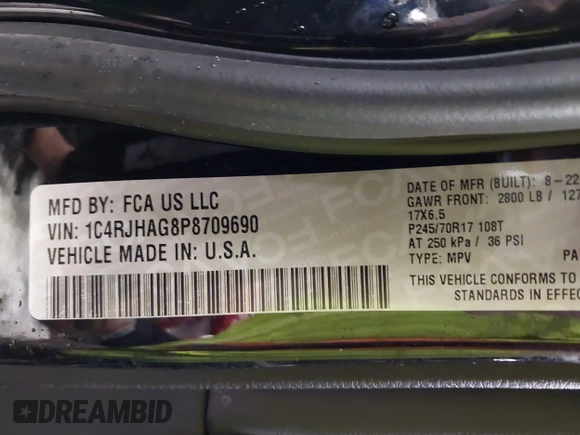 MFD BY: FCA US LLC
VIN: 1C4RJHAG8P8709690
VEHICLE MADE IN: U.S.A.
DATE OF MFR (BUILT): 8-22
GAWR FRONT: 2800 LB / 127
17X6.5
P245/70R17 108T
AT 250 kPa / 36 PSI
TYPE: MPV PA
THIS VEHICLE CONFORMS TO
STANDARDS IN EFFEC
DREAMBID